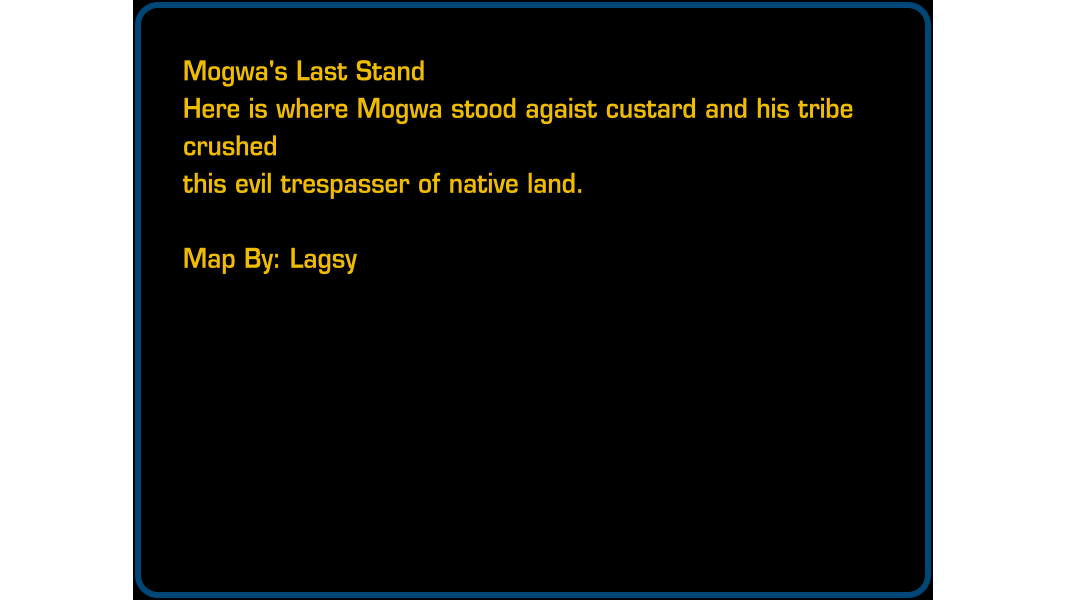 Mogwa's Last Stand
Here is where Mogwa stood agaist custard and his tribe
crushed
this evil trespasser of native land.
Map By: Lagsy